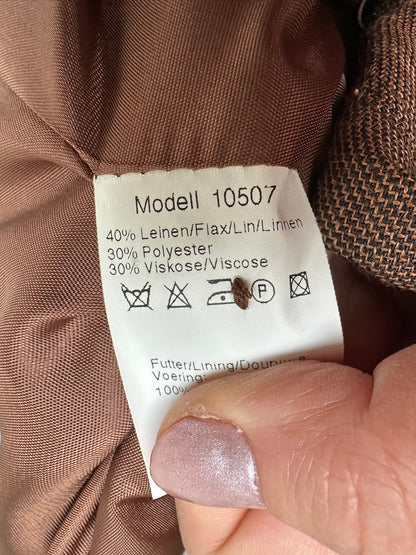 Modell 10507
40% Leinen/Flax/Lin/Linnen
30% Polyester
30% Viskose/Viscose
P
Futter/Lining/Doublure
Voering:
100%